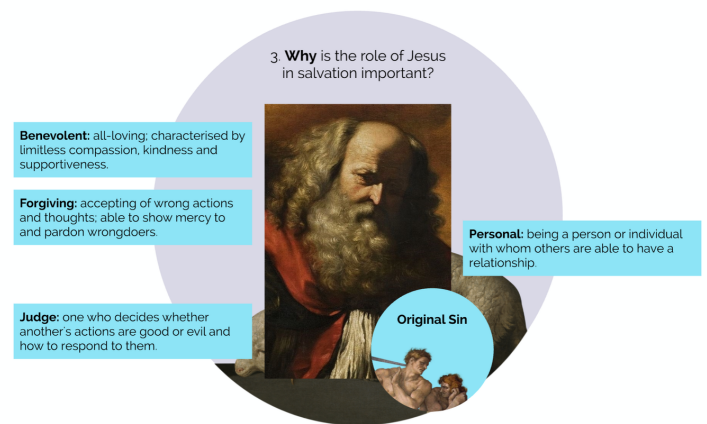 3. Why is the role of Jesus
in salvation important?
Benevolent: all-loving; characterised by
limitless compassion, kindness and
supportiveness.
Forgiving: accepting of wrong actions
and thoughts; able to show mercy to
and pardon wrongdoers.
Personal: being a person or individual
with whom others are able to have a
relationship.
Judge: one who decides whether
another's actions are good or evil and
how to respond to them.
Original Sin